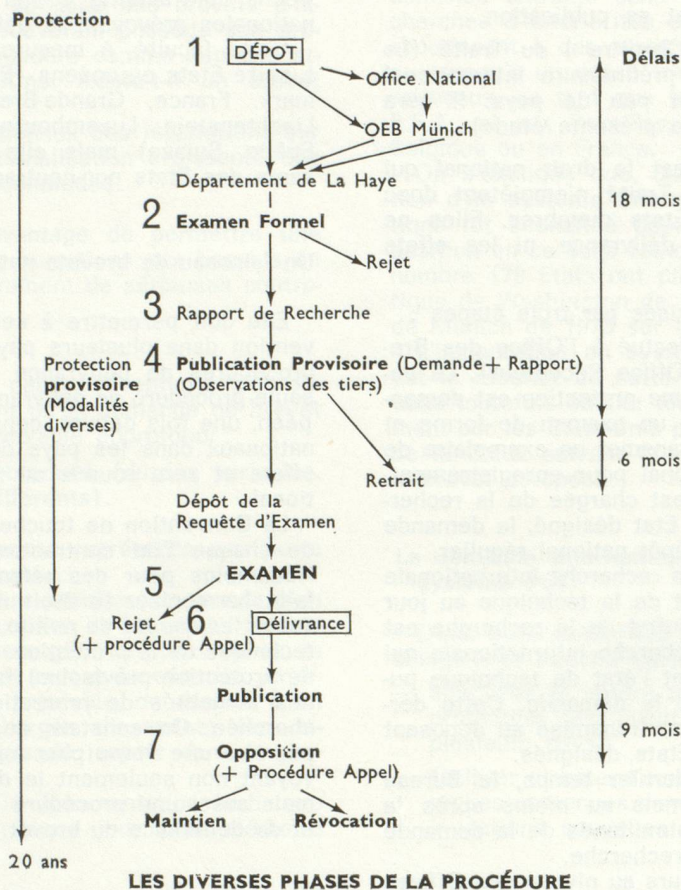 Protection
1 DÉPOT
Délais
Office National
OEB Münich
Département de La Haye
18 mois
2 Examen Formel
Rejet
3 Rapport de Recherche
4 Publication Provisoire (Demande + Rapport)
(Observations des tiers)
Protection
provisoire
(Modalités
diverses)
6 mois
Retrait
Dépôt de la
Requête d'Examen
5 EXAMEN
Rejet 6 Délivrance
(+ procédure Appel)
Publication
9 mois
7 Opposition
(+ Procédure Appel)
Maintien Révocation
20 ans
LES DIVERSES PHASES DE LA PROCÉDURE